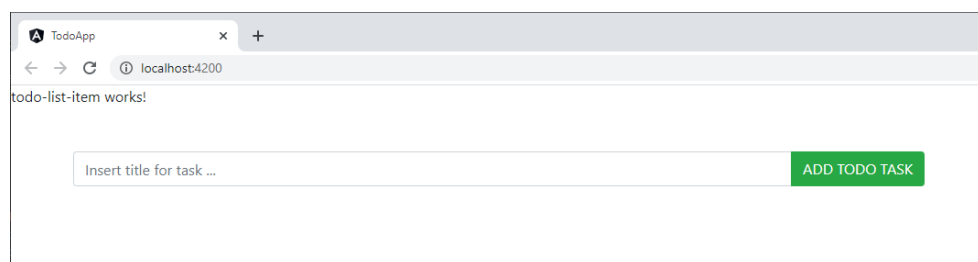 TodoApp
localhost:4200
todo-list-item works!
Insert title for task ...
ADD TODO TASK